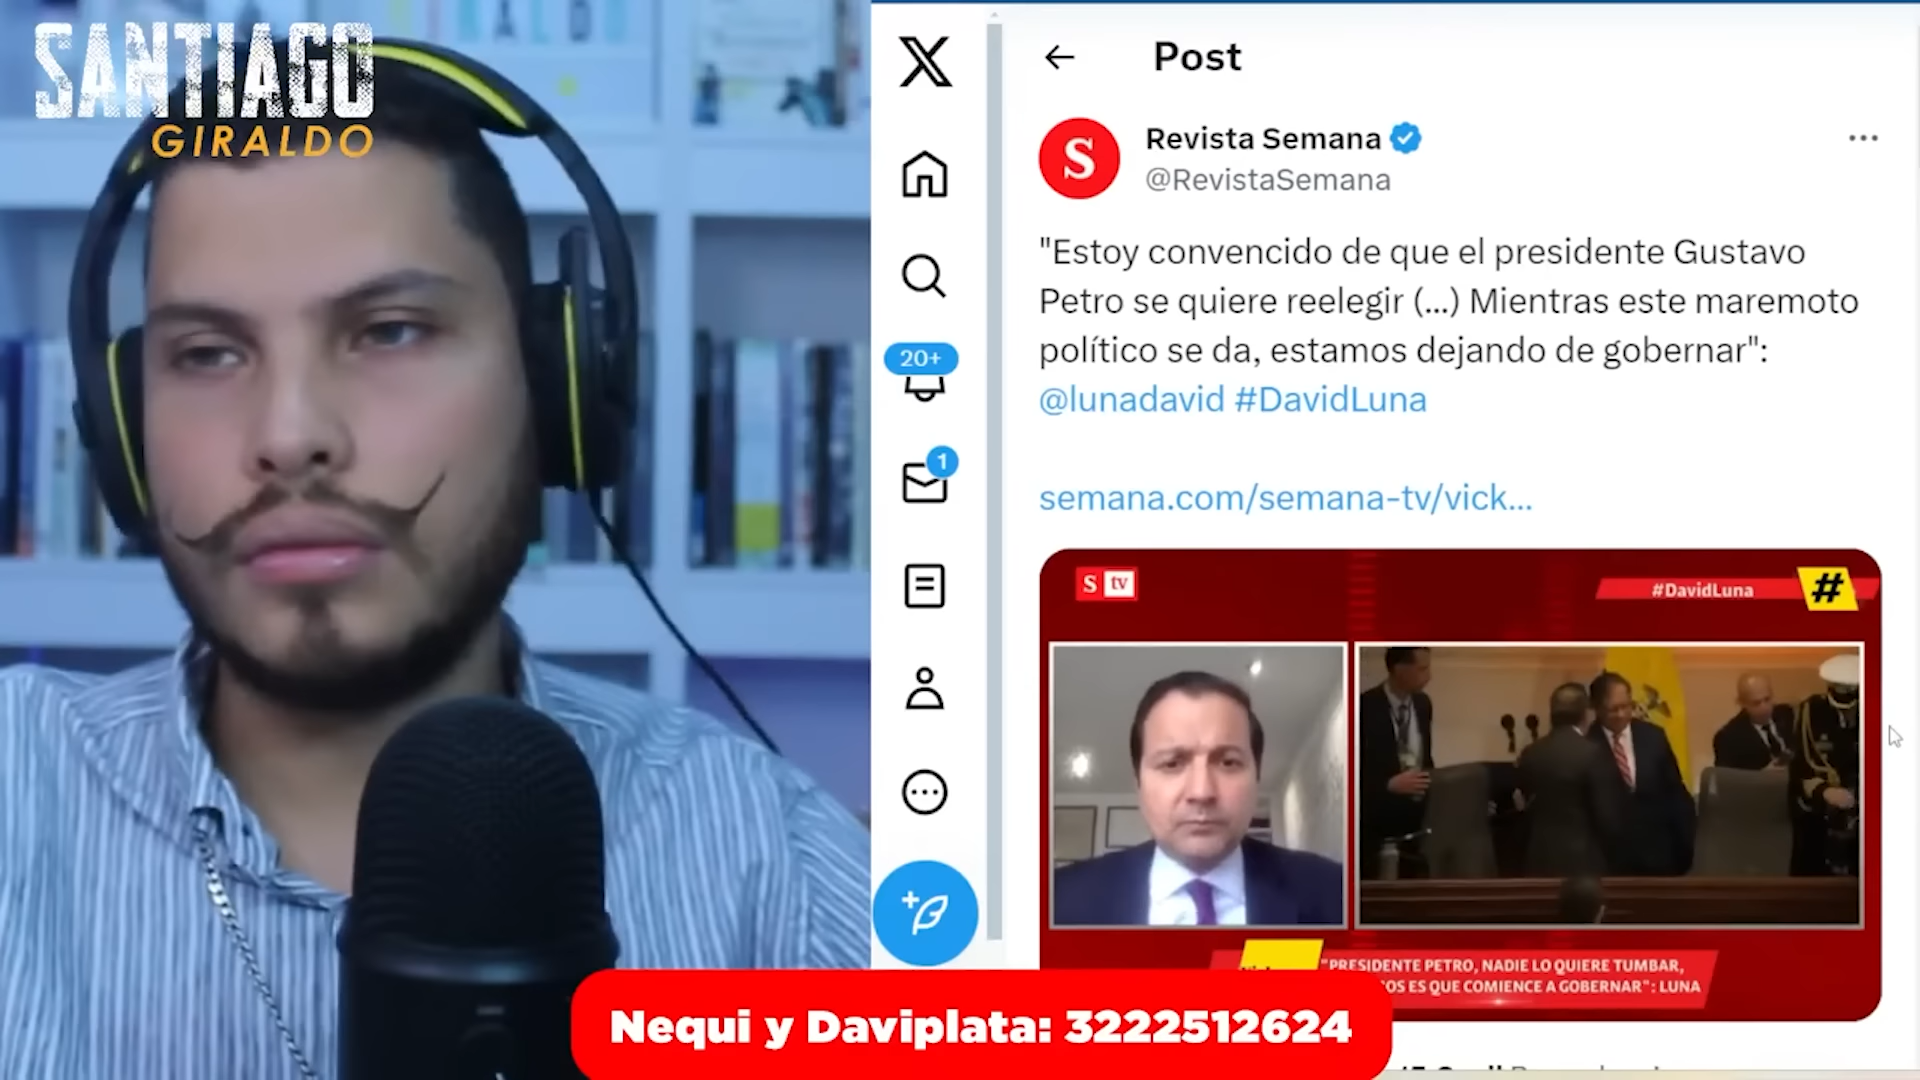 SANTIAGO
GIRALDO
Post
S
Revista Semana
@RevistaSemana
"Estoy convencido de que el presidente Gustavo
Petro se quiere reelegir (...) Mientras este maremoto
político se da, estamos dejando de gobernar":
@lunadavid #DavidLuna
semana.com/semana-tv/vick...
20+
1
S tv
#DavidLuna
#
"PRESIDENTE PETRO, NADIE LO QUIERE TUMBAR,
OS ES QUE COMIENCE A GOBERNAR": LUNA
Nequi y Daviplata: 3222512624